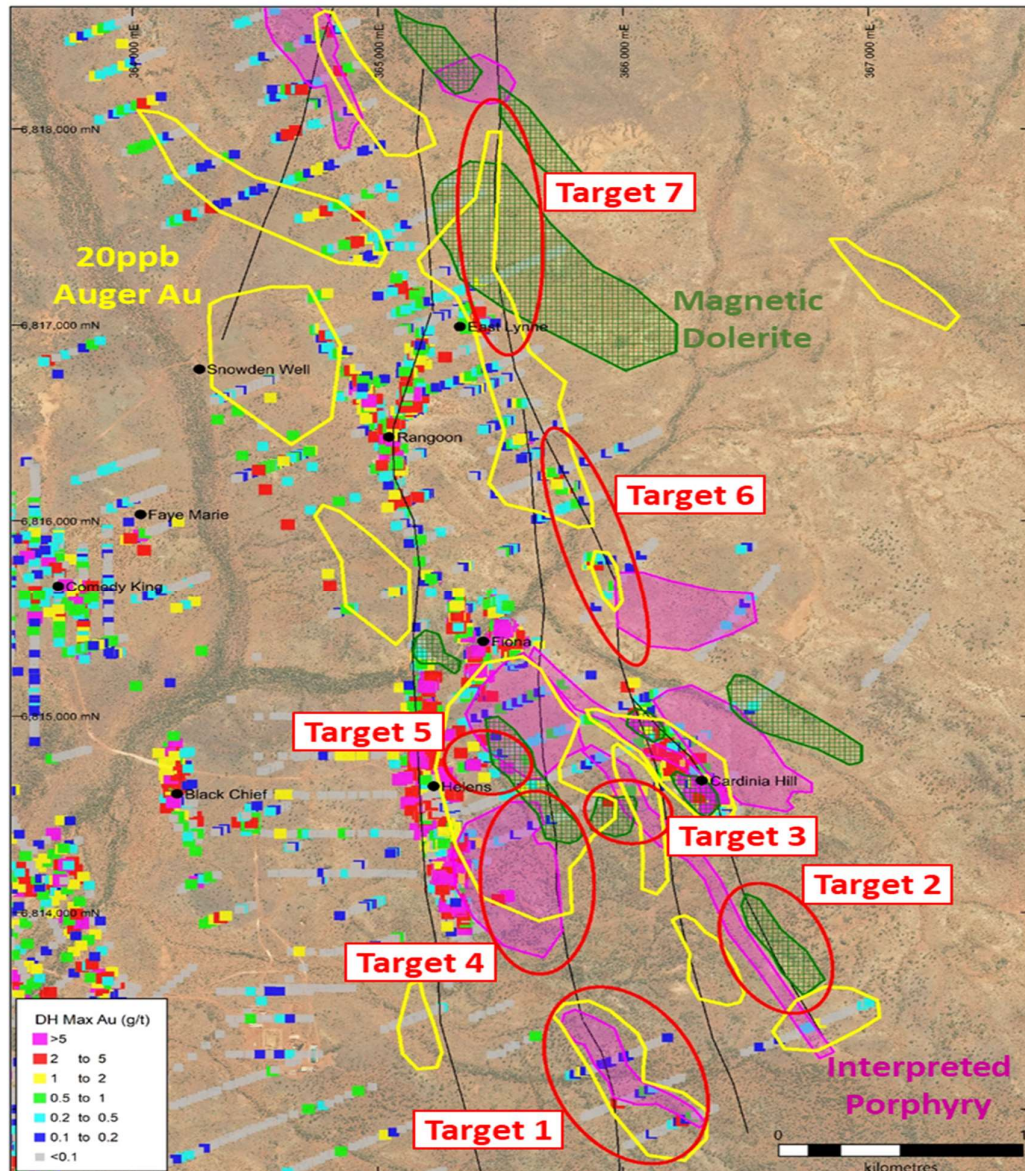 364,000 mE
365,000 mE
366,000 mE
367,000 mE
6,818,000 mN
Target 7
20ppb
Auger Au
Magnetic
Dolerite
6,817,000 mN
East Lynne
Snowden Well
Rangoon
Target 6
Faye Marie
6,816,000 mN
Comedy King
Fiona
6,815,000 mN
Target 5
Cardinia Hill
Helens
Black Chief
Target 3
Target 2
6,814,000 mN
Target 4
DH Max Au (g/t)
>5
2 to 5
1 to 2
0.5 to 1
0.2 to 0.5
0.1 to 0.2
<0.1
Interpreted
Porphyry
Target 1
0
1
kilometres